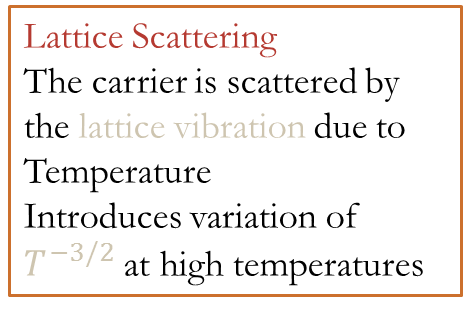 Lattice Scattering
The carrier is scattered by
the lattice vibration due to
Temperature
Introduces variation of
T^{-3/2} at high temperatures